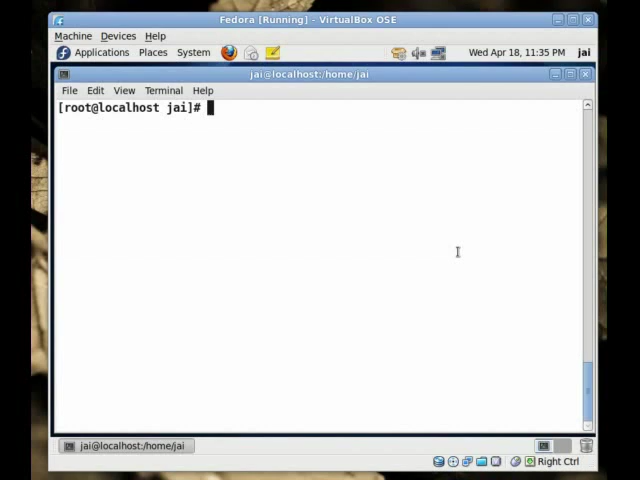 Fedora [Running] - VirtualBox OSE
Machine Devices Help
Applications Places System Wed Apr 18, 11:35 PM jai
jai@localhost:/home/jai
File Edit View Terminal Help
[root@localhost jai]#
jai@localhost:/home/jai
Right Ctrl